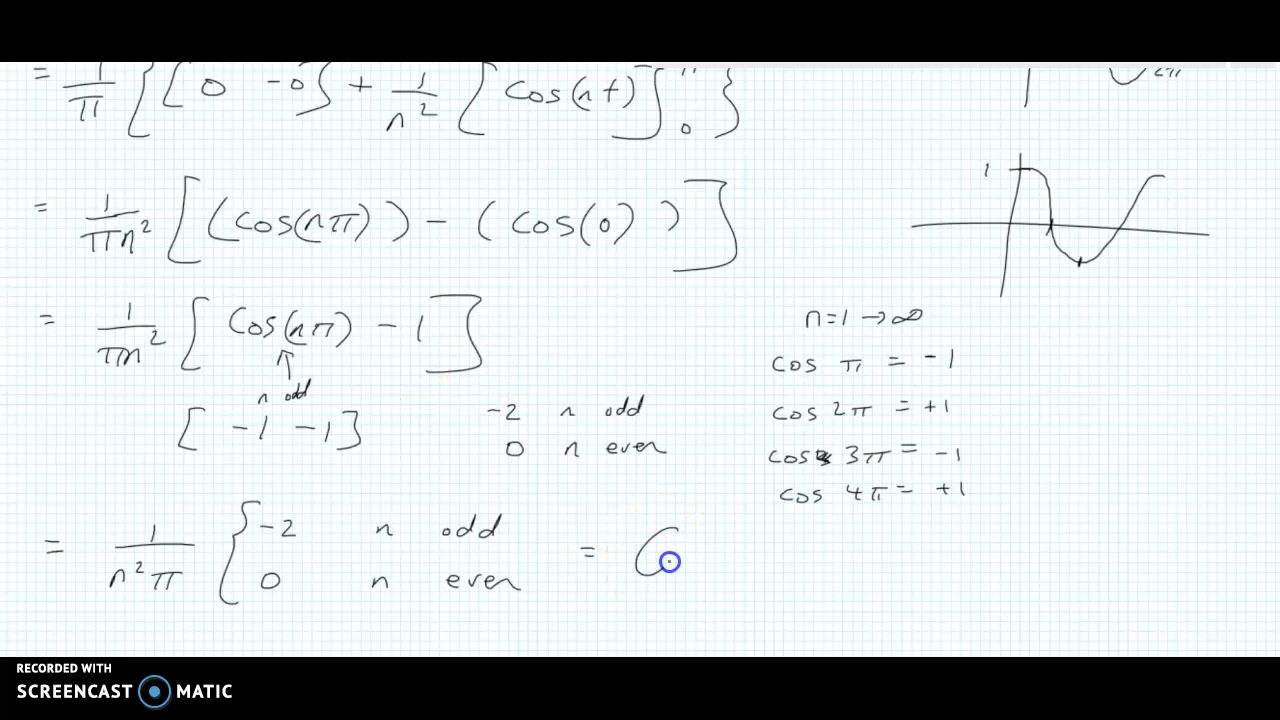 = 1/π {[0 - 0] + 1/n² [cos(nt)]π0}
2π
1
= 1/πn² [(cos(nπ)) - (cos(0))]
= 1/πn² [cos(nπ) - 1]
n odd
[-1 -1]
-2 n odd
0 n even
n=1 → ∞
cos π = -1
cos 2π = +1
cos 3π = -1
cos 4π = +1
= 1/n²π { -2 n odd
0 n even
=
RECORDED WITH
SCREENCAST MATIC